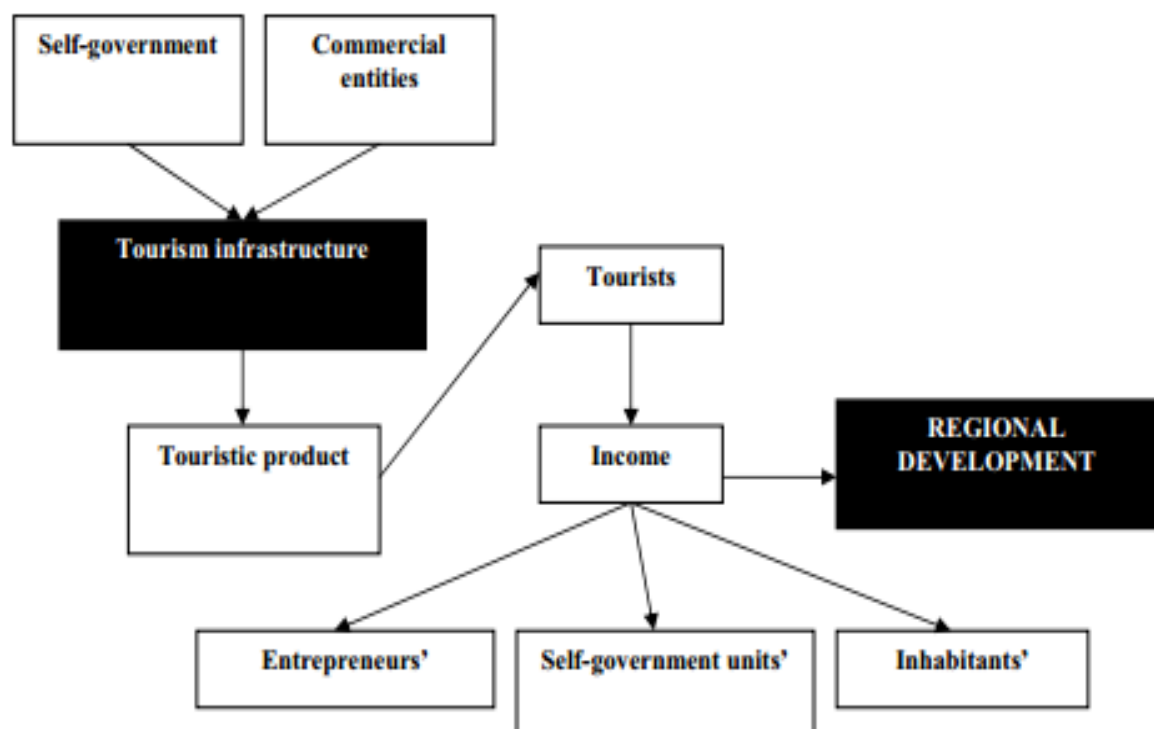 Self-government
Commercial
entities
Tourism infrastructure
Tourists
Touristic product
Income
REGIONAL
DEVELOPMENT
Entrepreneurs’
Self-government units’
Inhabitants’